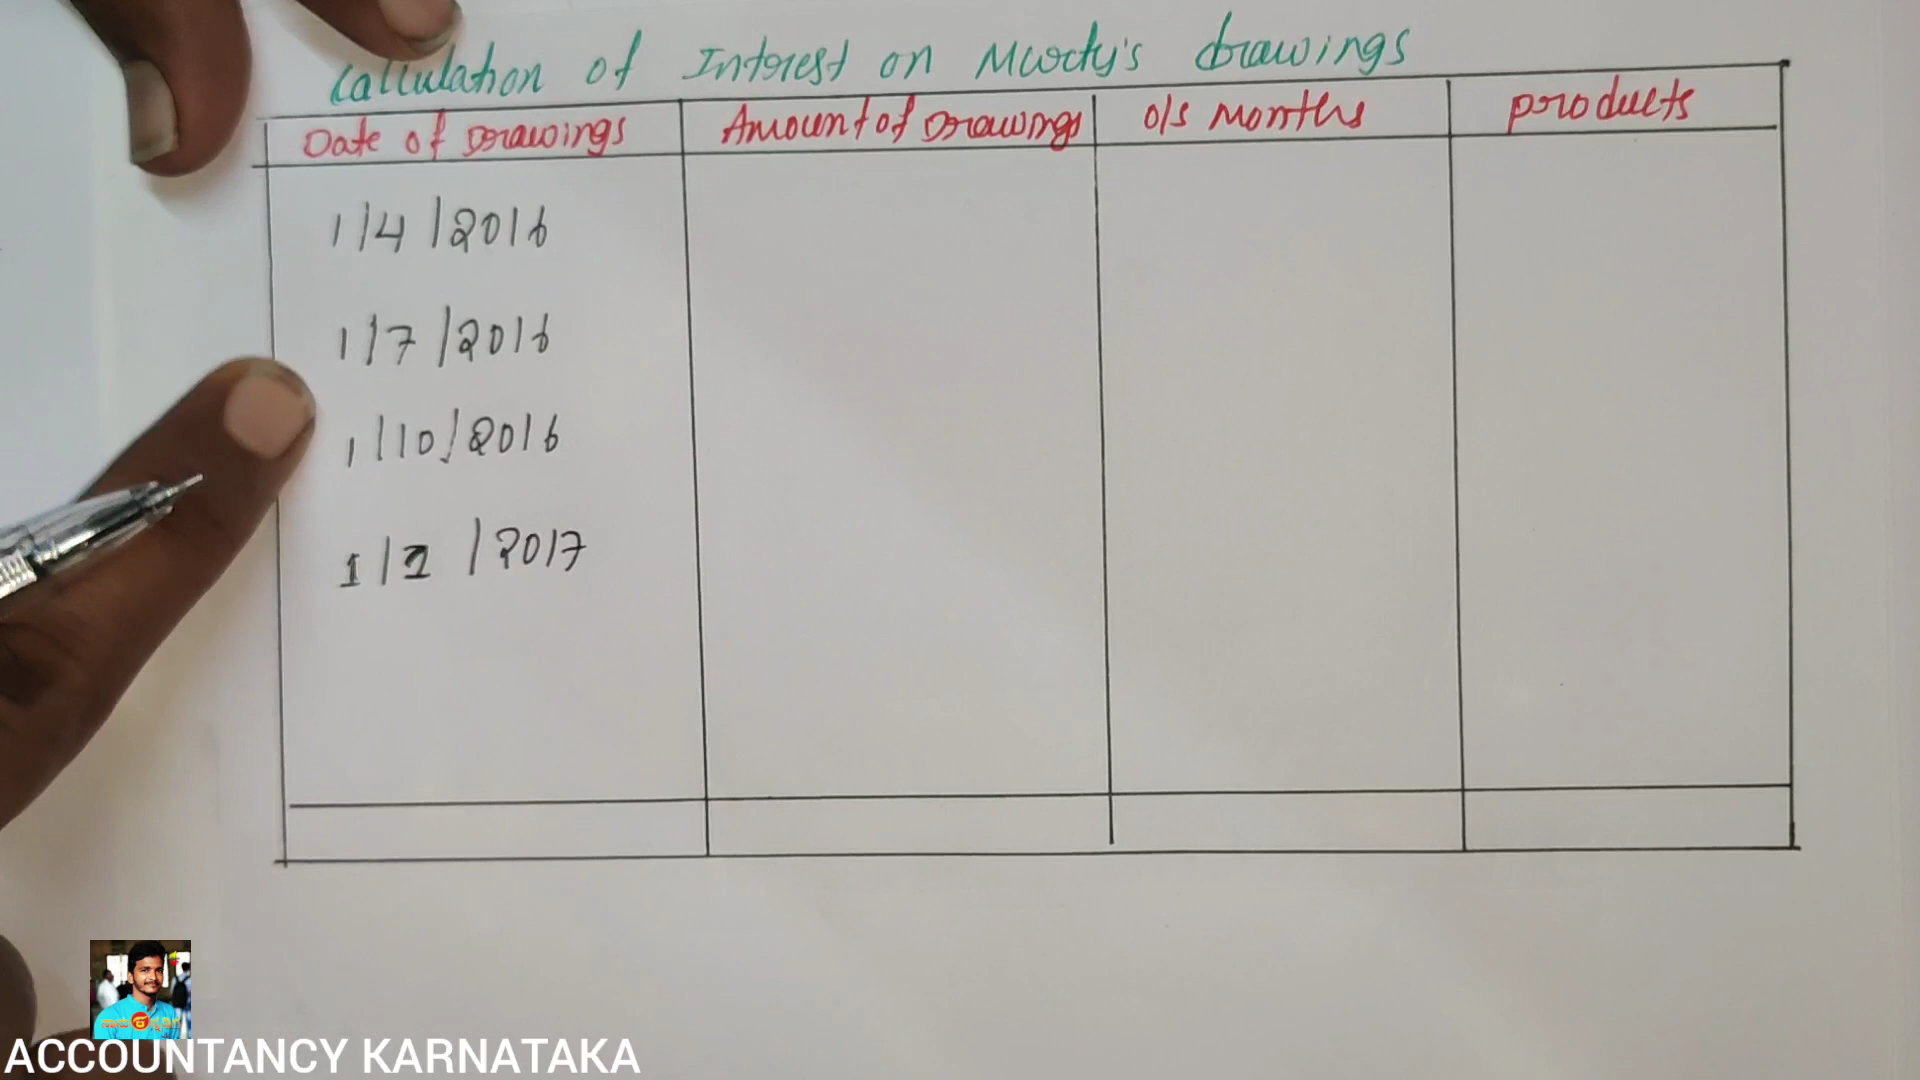 Calculation of Interest on Murty's drawings
Date of Drawings Amount of Drawings o/s Months products
1/4/2016
1/7/2016
1/10/2016
1/1/2017
ACCOUNTANCY KARNATAKA